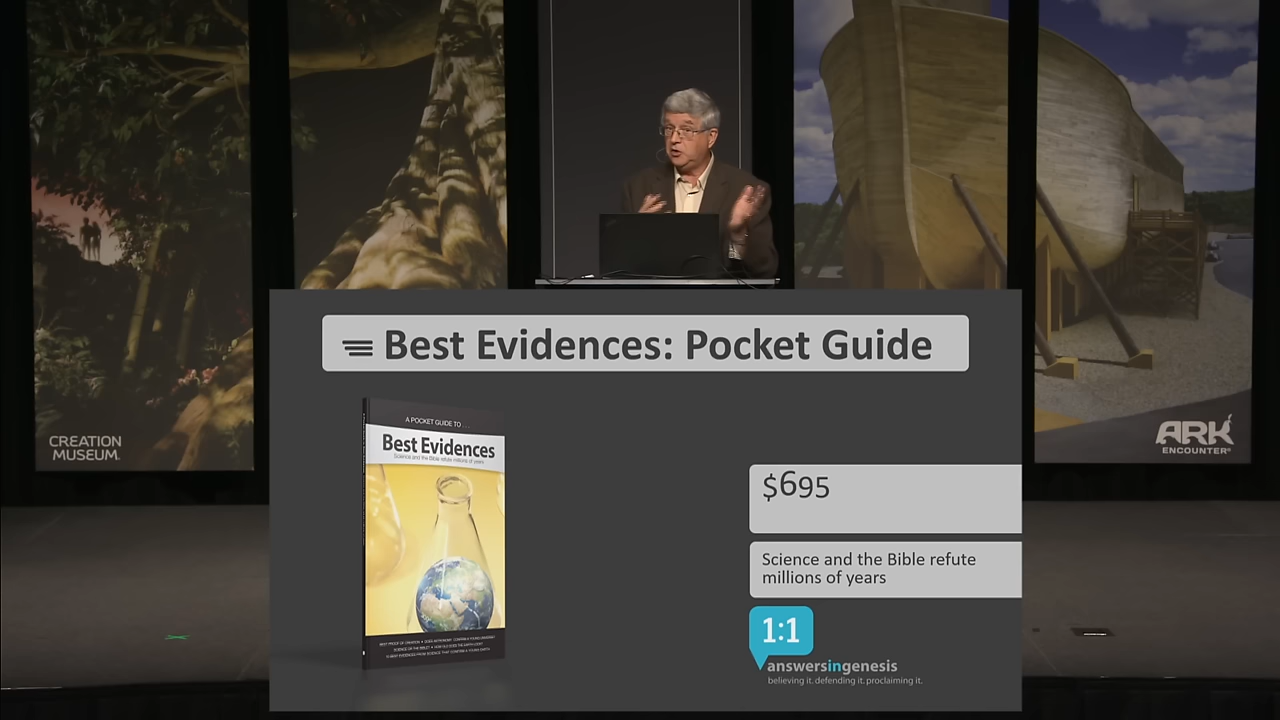 CREATION
MUSEUM
ARK
ENCOUNTER
Best Evidences: Pocket Guide
A POCKET GUIDE TO . . .
Best Evidences
Science and the Bible refute millions of years
$695
Science and the Bible refute
millions of years
1:1
answersingenesis
believing it. defending it. proclaiming it.